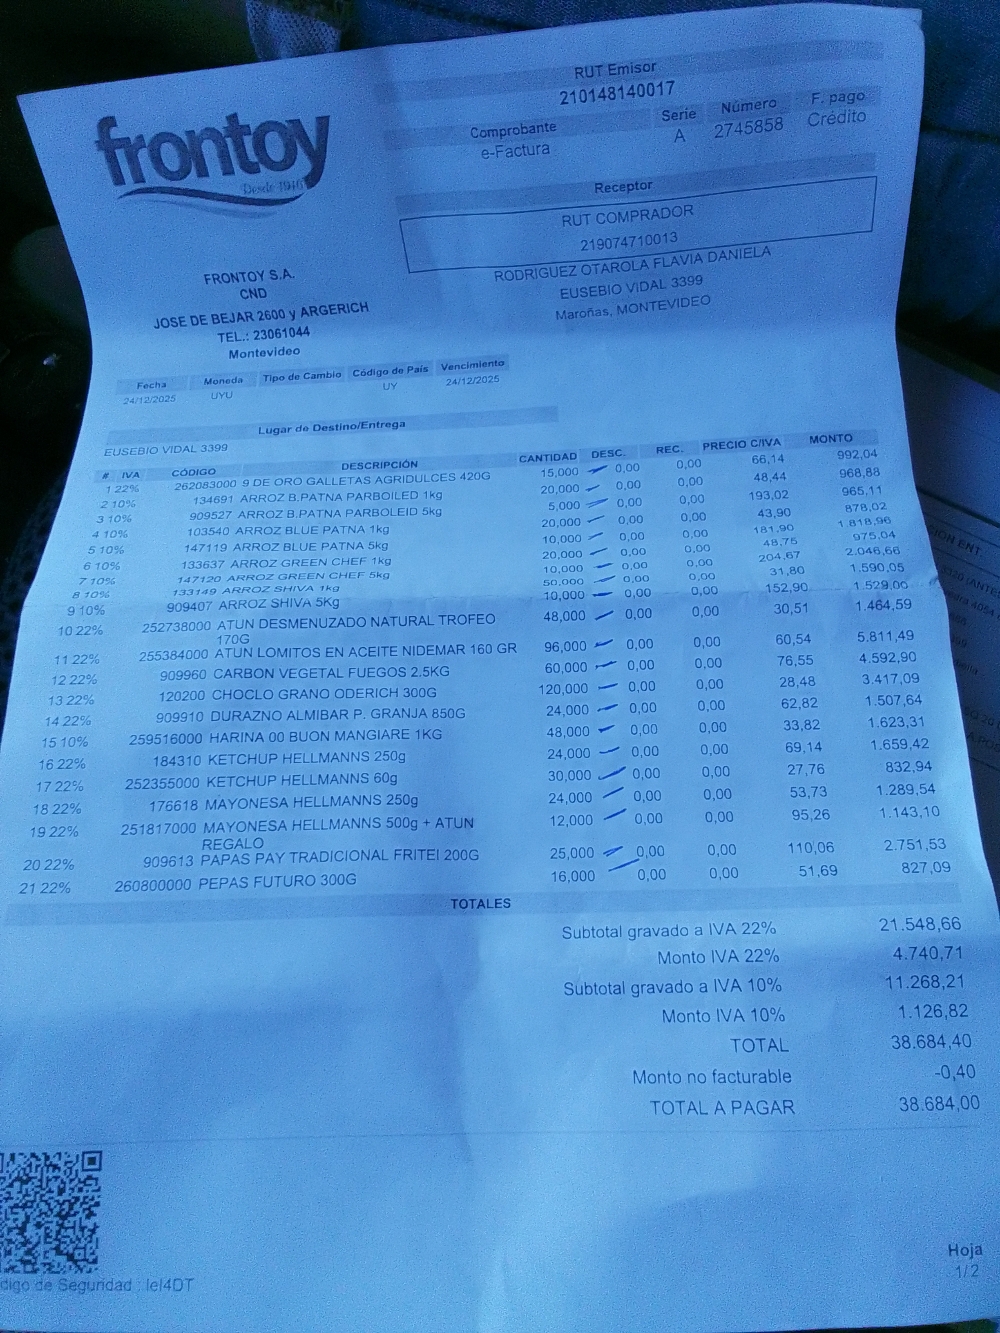 frontoy
Desde 1916
RUT Emisor
210148140017
Comprobante Serie Número F. pago
e-Factura A 2745858 Crédito
Receptor
RUT COMPRADOR
219074710013
RODRIGUEZ OTAROLA FLAVIA DANIELA
EUSEBIO VIDAL 3399
Maroñas, MONTEVIDEO
FRONTOY S.A.
CND
JOSE DE BEJAR 2600 y ARGERICH
TEL.: 23061044
Montevideo
Fecha Moneda Tipo de Cambio Código de País Vencimiento
24/12/2025 UYU UY 24/12/2025
Lugar de Destino/Entrega
EUSEBIO VIDAL 3399
# IVA CÓDIGO DESCRIPCIÓN CANTIDAD DESC. REC. PRECIO C/IVA MONTO
1 22% 262083000 9 DE ORO GALLETAS AGRIDULCES 420G 15,000 0,00 0,00 66,14 992,04
2 10% 134691 ARROZ B.PATNA PARBOILED 1kg 20,000 0,00 0,00 48,44 968,88
3 10% 909527 ARROZ B.PATNA PARBOLEID 5kg 5,000 0,00 0,00 193,02 965,11
4 10% 103540 ARROZ BLUE PATNA 1kg 20,000 0,00 0,00 43,90 878,02
5 10% 147119 ARROZ BLUE PATNA 5kg 10,000 0,00 0,00 181,90 1.818,96
6 10% 133637 ARROZ GREEN CHEF 1kg 20,000 0,00 0,00 48,75 975,04
7 10% 147120 ARROZ GREEN CHEF 5kg 10,000 0,00 0,00 204,67 2.046,66
8 10% 133149 ARROZ SHIVA 1kg 50,000 0,00 0,00 31,80 1.590,05
9 10% 909407 ARROZ SHIVA 5Kg 10,000 0,00 0,00 152,90 1.529,00
10 22% 252738000 ATUN DESMENUZADO NATURAL TROFEO 48,000 0,00 0,00 30,51 1.464,59
170G
11 22% 255384000 ATUN LOMITOS EN ACEITE NIDEMAR 160 GR 96,000 0,00 0,00 60,54 5.811,49
12 22% 909960 CARBON VEGETAL FUEGOS 2.5KG 60,000 0,00 0,00 76,55 4.592,90
13 22% 120200 CHOCLO GRANO ODERICH 300G 120,000 0,00 0,00 28,48 3.417,09
14 22% 909910 DURAZNO ALMIBAR P. GRANJA 850G 24,000 0,00 0,00 62,82 1.507,64
15 10% 259516000 HARINA 00 BUON MANGIARE 1KG 48,000 0,00 0,00 33,82 1.623,31
16 22% 184310 KETCHUP HELLMANNS 250g 24,000 0,00 0,00 69,14 1.659,42
17 22% 252355000 KETCHUP HELLMANNS 60g 30,000 0,00 0,00 27,76 832,94
18 22% 176618 MAYONESA HELLMANNS 250g 24,000 0,00 0,00 53,73 1.289,54
19 22% 251817000 MAYONESA HELLMANNS 500g + ATUN 12,000 0,00 0,00 95,26 1.143,10
REGALO
20 22% 909613 PAPAS PAY TRADICIONAL FRITEI 200G 25,000 0,00 0,00 110,06 2.751,53
21 22% 260800000 PEPAS FUTURO 300G 16,000 0,00 0,00 51,69 827,09
TOTALES
Subtotal gravado a IVA 22% 21.548,66
Monto IVA 22% 4.740,71
Subtotal gravado a IVA 10% 11.268,21
Monto IVA 10% 1.126,82
TOTAL 38.684,40
Monto no facturable -0,40
TOTAL A PAGAR 38.684,00
digo de Seguridad : Iel4DT
Hoja
1/2